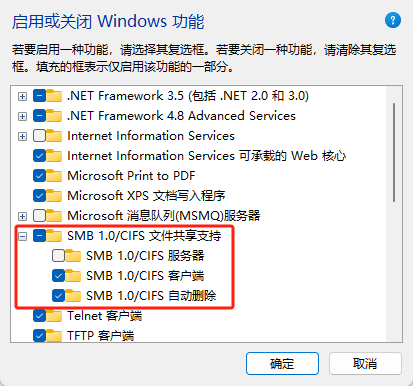 启用或关闭 Windows 功能
若要启用一种功能，请选择其复选框。若要关闭一种功能，请清除其复选
框。填充的框表示仅启用该功能的一部分。
.NET Framework 3.5 (包括 .NET 2.0 和 3.0)
.NET Framework 4.8 Advanced Services
Internet Information Services
Internet Information Services 可承载的 Web 核心
Microsoft Print to PDF
Microsoft XPS 文档写入程序
Microsoft 消息队列(MSMQ)服务器
SMB 1.0/CIFS 文件共享支持
SMB 1.0/CIFS 服务器
SMB 1.0/CIFS 客户端
SMB 1.0/CIFS 自动删除
Telnet 客户端
TFTP 客户端
确定
取消